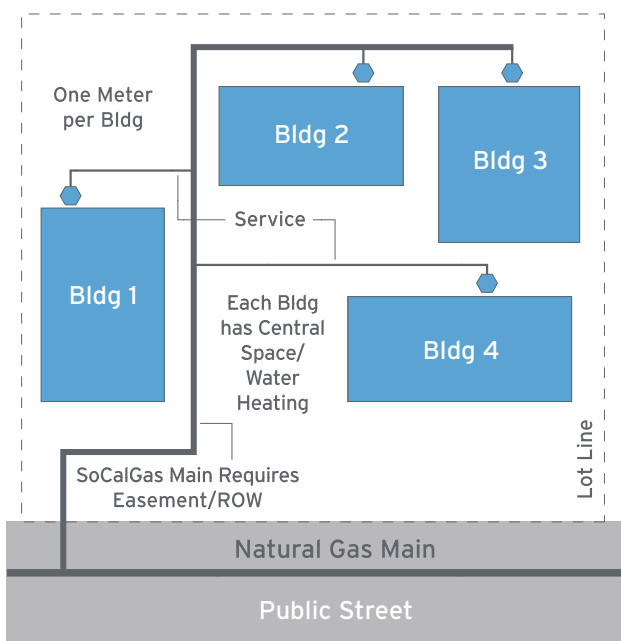 One Meter
per Bldg
Bldg 2
Bldg 3
Service
Bldg 1
Each Bldg
has Central
Space/
Water
Heating
Bldg 4
Lot Line
SoCalGas Main Requires
Easement/ROW
Natural Gas Main
Public Street